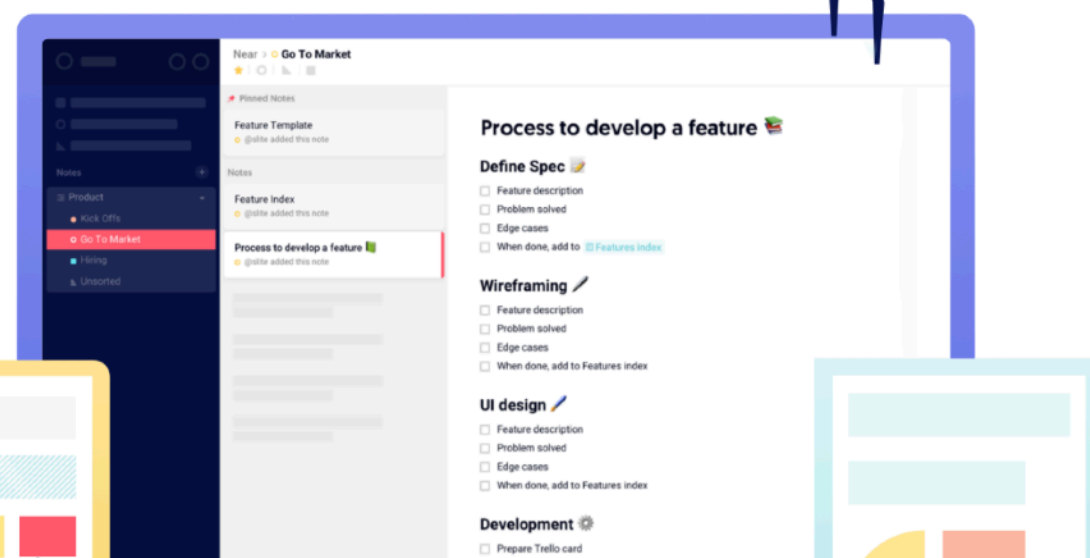 Near > Go To Market
Notes
Product
Kick Offs
Go To Market
Hiring
Unsorted
Pinned Notes
Feature Template
@slite added this note
Notes
Feature Index
@slite added this note
Process to develop a feature
@slite added this note
Process to develop a feature
Define Spec
Feature description
Problem solved
Edge cases
When done, add to Features index
Wireframing
Feature description
Problem solved
Edge cases
When done, add to Features index
UI design
Feature description
Problem solved
Edge cases
When done, add to Features index
Development
Prepare Trello card